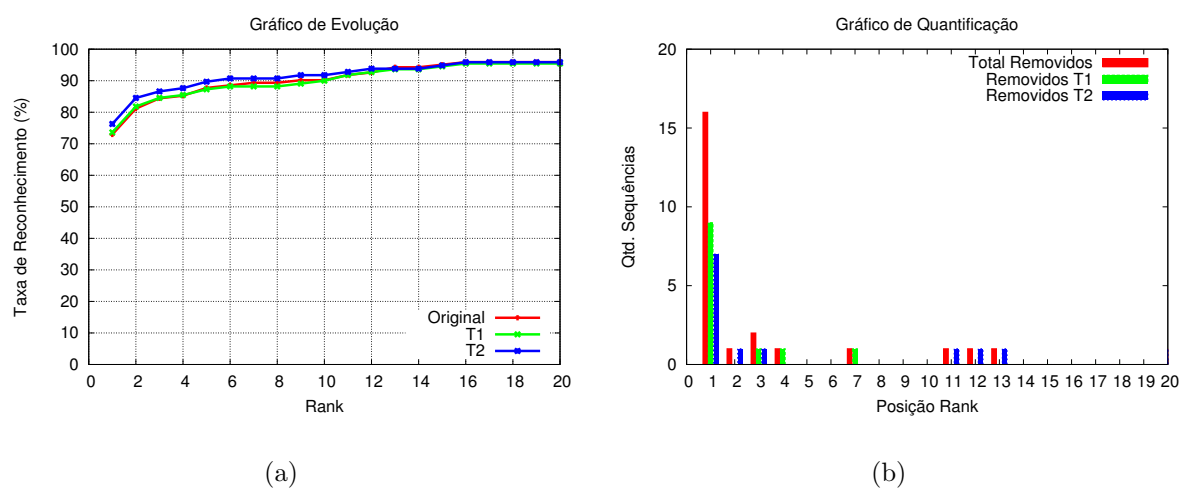 Gráfico de Evolução
100
90
80
70
60
50
40
30
20
10
0
Taxa de Reconhecimento (%)
Original
T1
T2
0 2 4 6 8 10 12 14 16 18 20
Rank
(a)
Gráfico de Quantificação
20
15
10
5
0
Qtd. Sequências
Total Removidos
Removidos T1
Removidos T2
0 1 2 3 4 5 6 7 8 9 10 11 12 13 14 15 16 17 18 19 20
Posição Rank
(b)